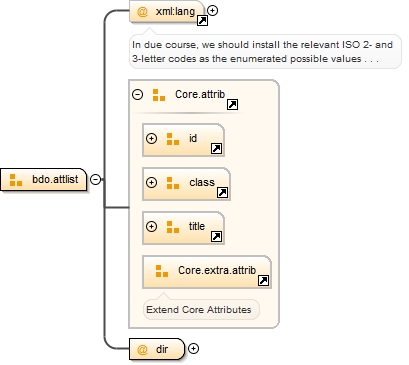 @ xml:lang
In due course, we should install the relevant ISO 2- and
3-letter codes as the enumerated possible values . . .
Core.attrib
id
class
bdo.attlist
title
Core.extra.attrib
Extend Core Attributes
@ dir